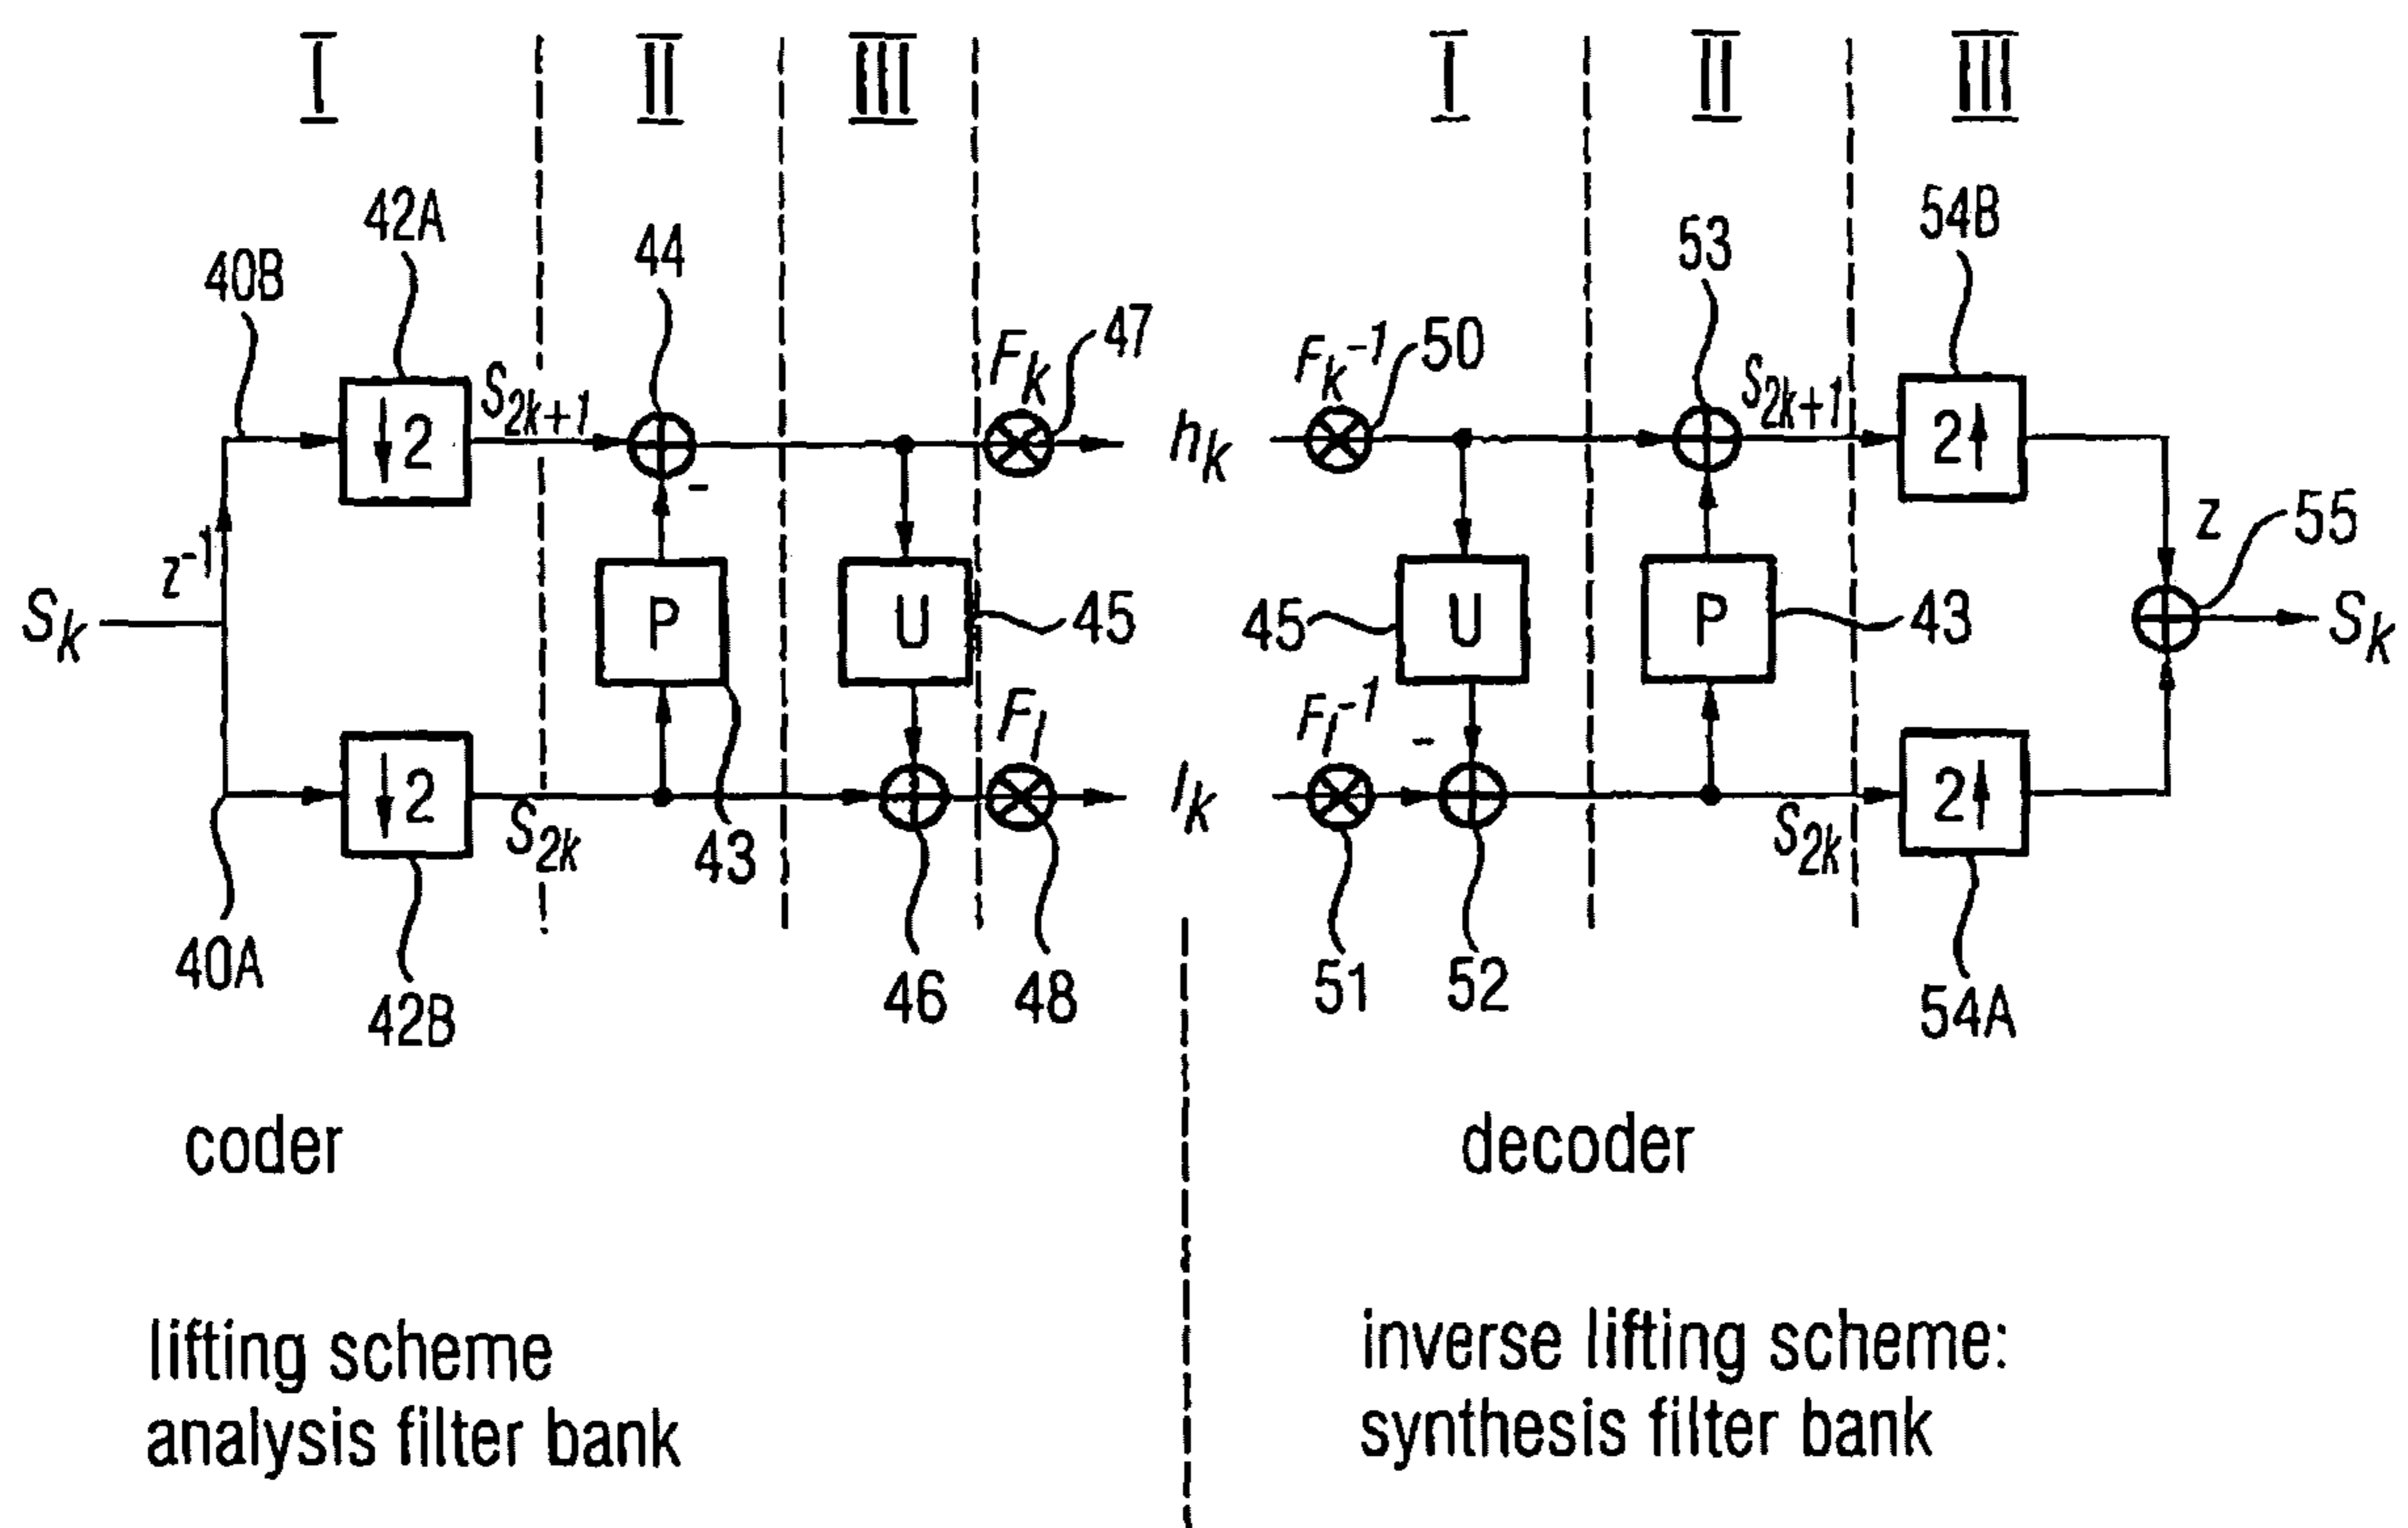 I II III I II III
42A 54B
40B 44 53
47
F_k F_k^-1 50
S_2k+1 S_2k+1
↓2 - h_k 2↑
z^-1 z 55
S_k P U 45 45 U P 43 S_k
F_l F_l^-1 -
↓2 l_k 2↑
S_2k 43 S_2k
40A 46 48 51 52
42B 54A
coder decoder
lifting scheme
analysis filter bank
inverse lifting scheme:
synthesis filter bank